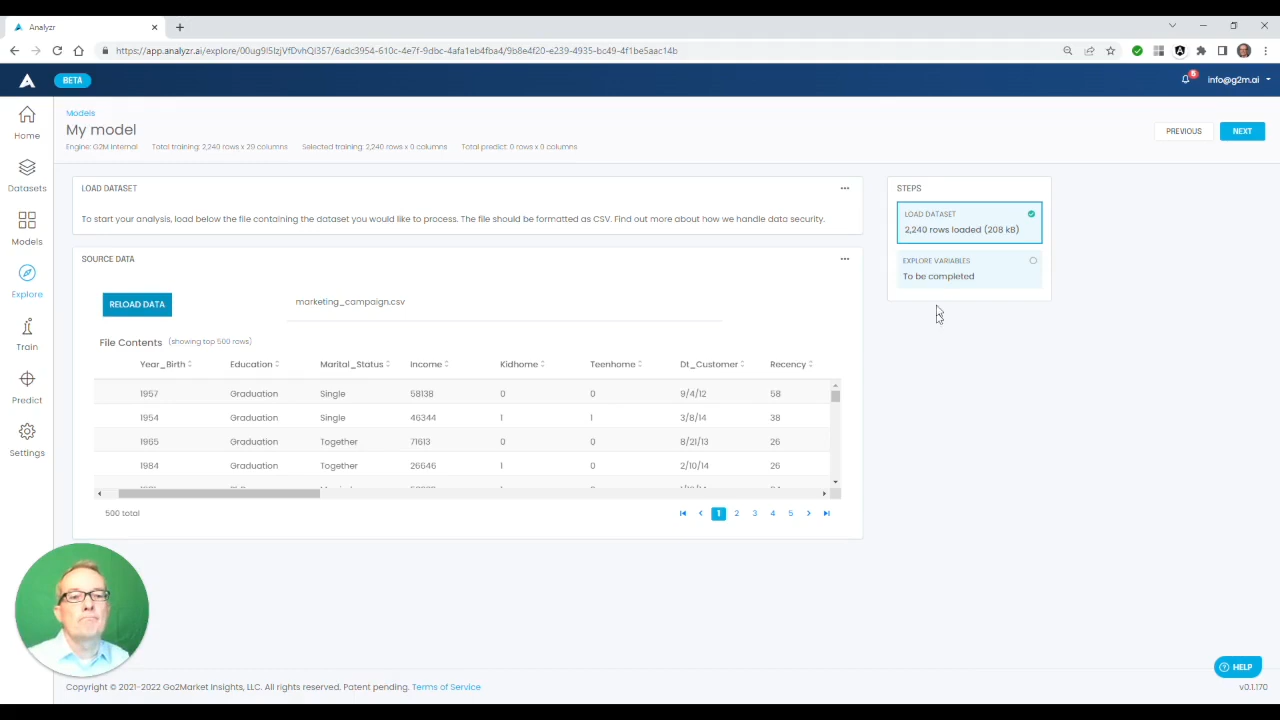 Analyzr
https://app.analyzr.ai/explore/00ug9l5lzjVfDvhQi357/6adc3954-610c-4e7f-9dbc-4afa1eb4fba4/9b8e4f20-e239-4935-bc49-4f1be5aac14b
BETA
6
info@g2m.ai
Home
Datasets
Models
Explore
Train
Predict
Settings
Models
My model
Engine: G2M Internal Total training: 2,240 rows x 29 columns Selected training: 2,240 rows x 0 columns Total predict: 0 rows x 0 columns
PREVIOUS
NEXT
LOAD DATASET
To start your analysis, load below the file containing the dataset you would like to process. The file should be formatted as CSV. Find out more about how we handle data security.
SOURCE DATA
RELOAD DATA
marketing_campaign.csv
File Contents (showing top 500 rows)
Year_Birth Education Marital_Status Income Kidhome Teenhome Dt_Customer Recency
1957 Graduation Single 58138 0 0 9/4/12 58
1954 Graduation Single 46344 1 1 3/8/14 38
1965 Graduation Together 71613 0 0 8/21/13 26
1984 Graduation Together 26646 1 0 2/10/14 26
500 total
1 2 3 4 5
STEPS
LOAD DATASET
2,240 rows loaded (208 kB)
EXPLORE VARIABLES
To be completed
HELP
Copyright © 2021-2022 Go2Market Insights, LLC. All rights reserved. Patent pending. Terms of Service
v0.1.170